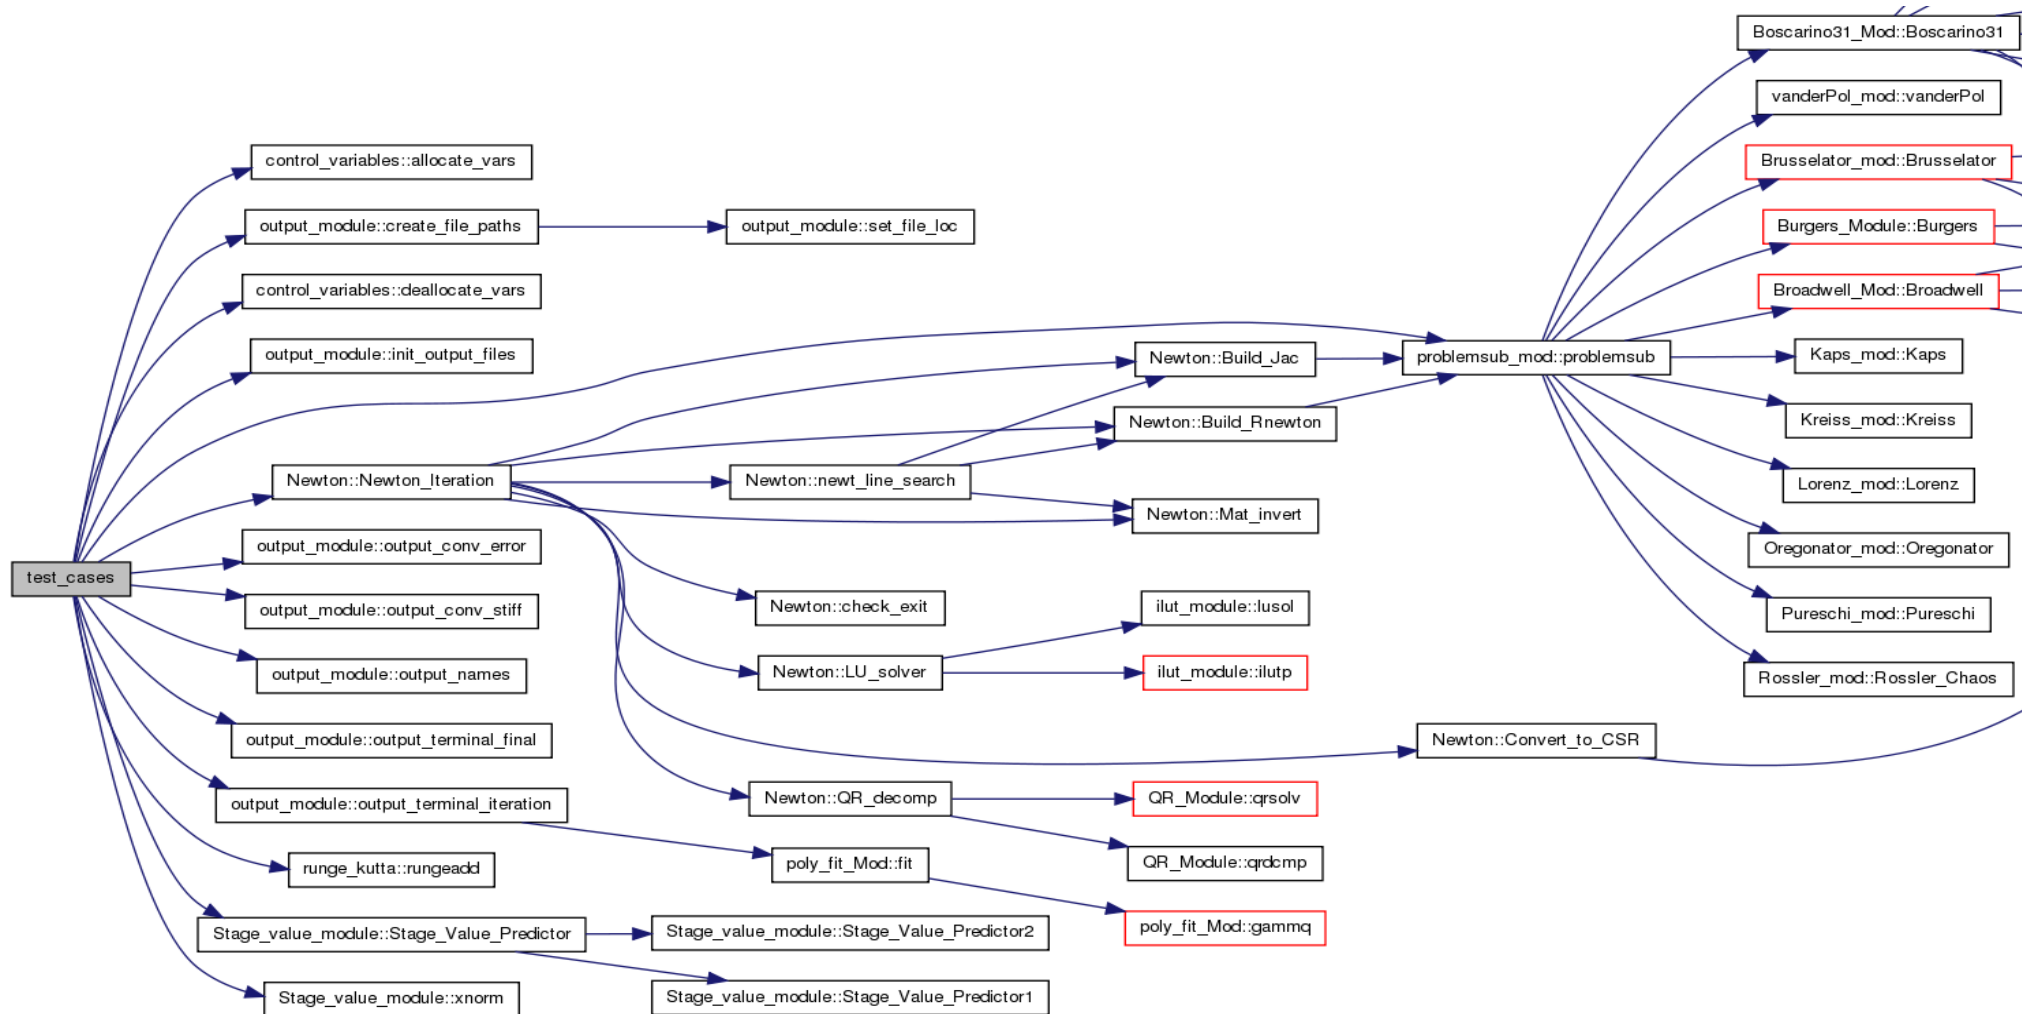 test_cases
control_variables::allocate_vars
output_module::create_file_paths
control_variables::deallocate_vars
output_module::init_output_files
Newton::Newton_Iteration
output_module::output_conv_error
output_module::output_conv_stiff
output_module::output_names
output_module::output_terminal_final
output_module::output_terminal_iteration
runge_kutta::rungeadd
Stage_value_module::Stage_Value_Predictor
Stage_value_module::xnorm
output_module::set_file_loc
Newton::newt_line_search
Newton::check_exit
Newton::LU_solver
Newton::QR_decomp
poly_fit_Mod::fit
Stage_value_module::Stage_Value_Predictor2
Stage_value_module::Stage_Value_Predictor1
Newton::Build_Jac
Newton::Build_Rnewton
Newton::Mat_invert
ilut_module::lusol
ilut_module::ilutp
QR_Module::qrsolv
QR_Module::qrdcmp
poly_fit_Mod::gammq
problemsub_mod::problemsub
Newton::Convert_to_CSR
Boscarino31_Mod::Boscarino31
vanderPol_mod::vanderPol
Brusselator_mod::Brusselator
Burgers_Module::Burgers
Broadwell_Mod::Broadwell
Kaps_mod::Kaps
Kreiss_mod::Kreiss
Lorenz_mod::Lorenz
Oregonator_mod::Oregonator
Pureschi_mod::Pureschi
Rossler_mod::Rossler_Chaos